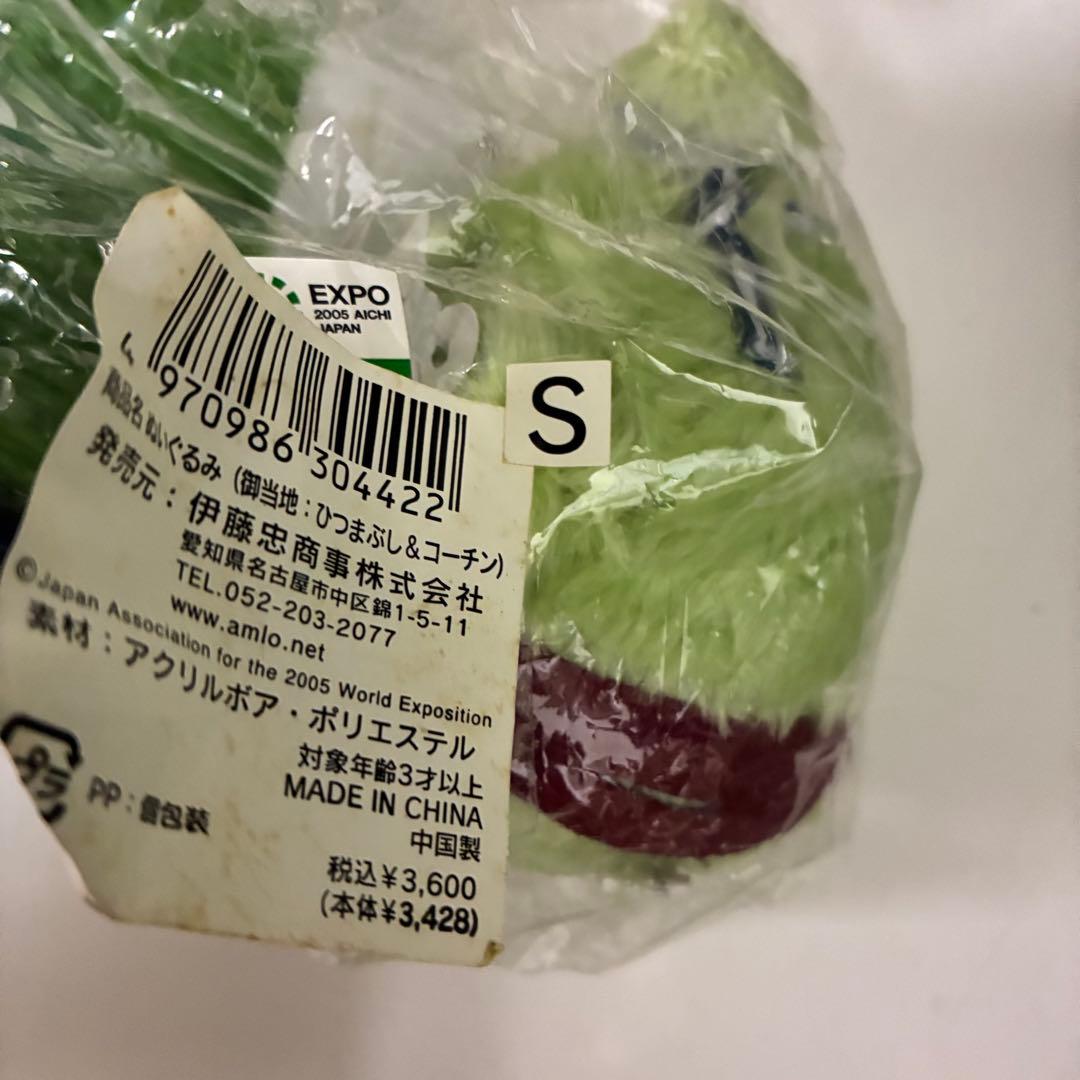 EXPO
2005 AICHI
JAPAN
S
4 970986 304422
商品名 ぬいぐるみ (御当地：ひつまぶし&コーチン)
発売元：伊藤忠商事株式会社
愛知県名古屋市中区錦1-5-11
TEL.052-203-2077
www.amlo.net
©Japan Association for the 2005 World Exposition
素材：アクリルボア・ポリエステル
対象年齢3才以上
MADE IN CHINA
中国製
プラ
PP：個包装
税込¥3,600
(本体¥3,428)